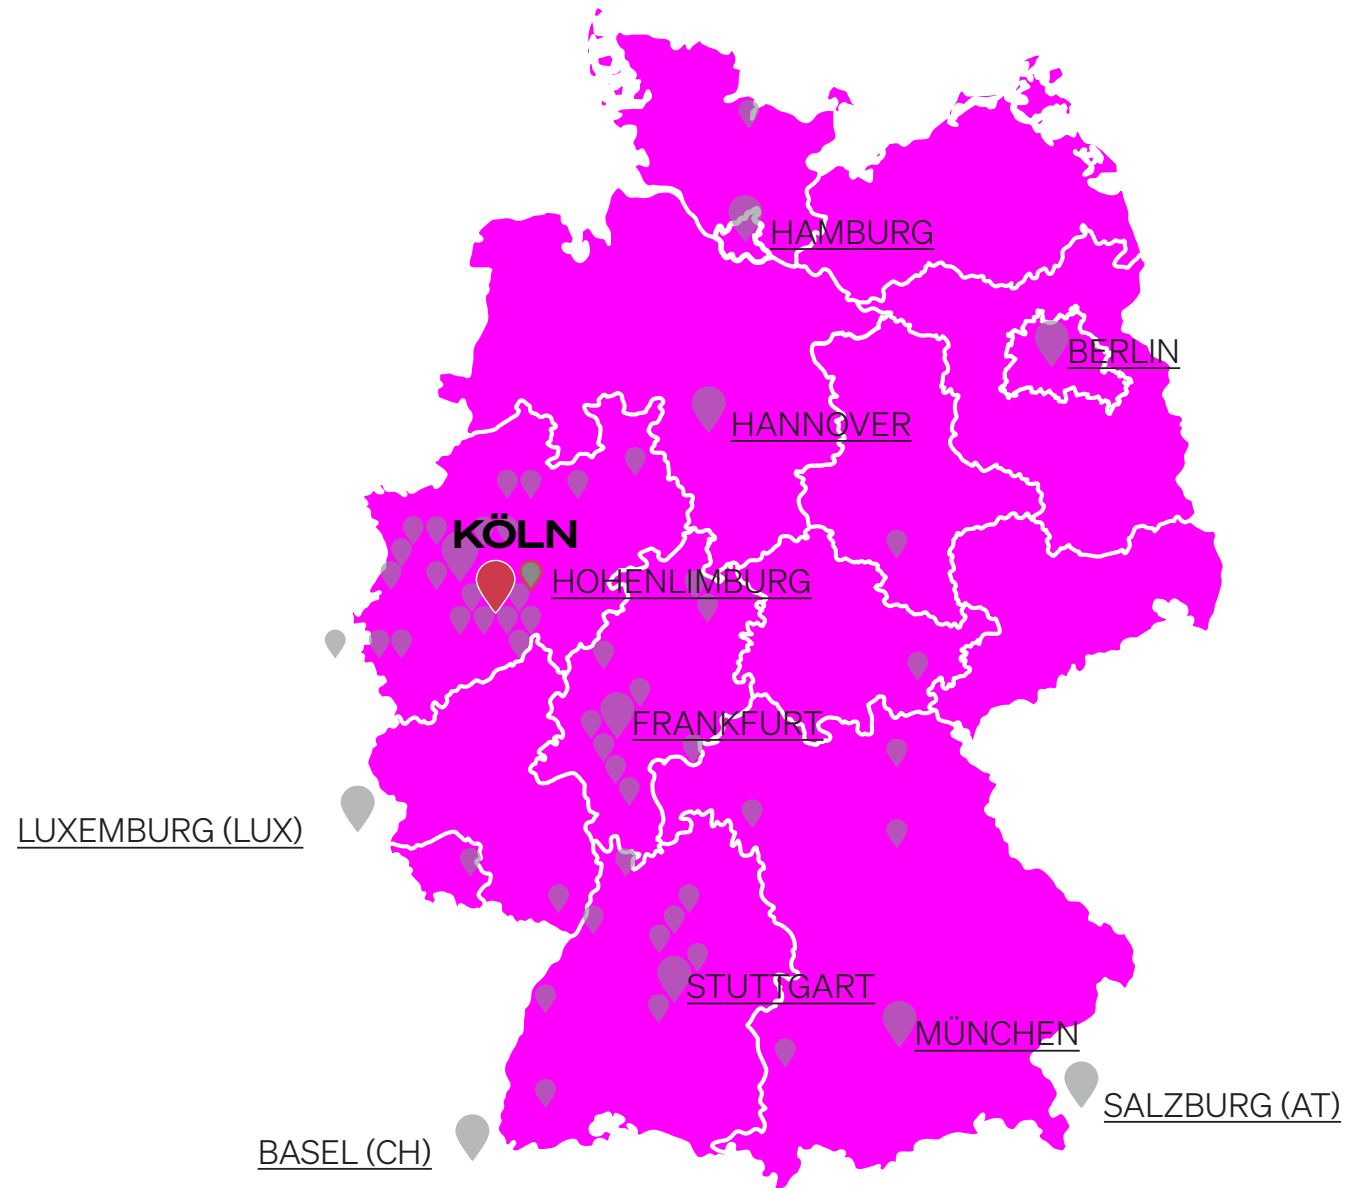 HAMBURG
BERLIN
HANNOVER
KÖLN
HOHENLIMBURG
FRANKFURT
LUXEMBURG (LUX)
STUTTGART
MÜNCHEN
SALZBURG (AT)
BASEL (CH)